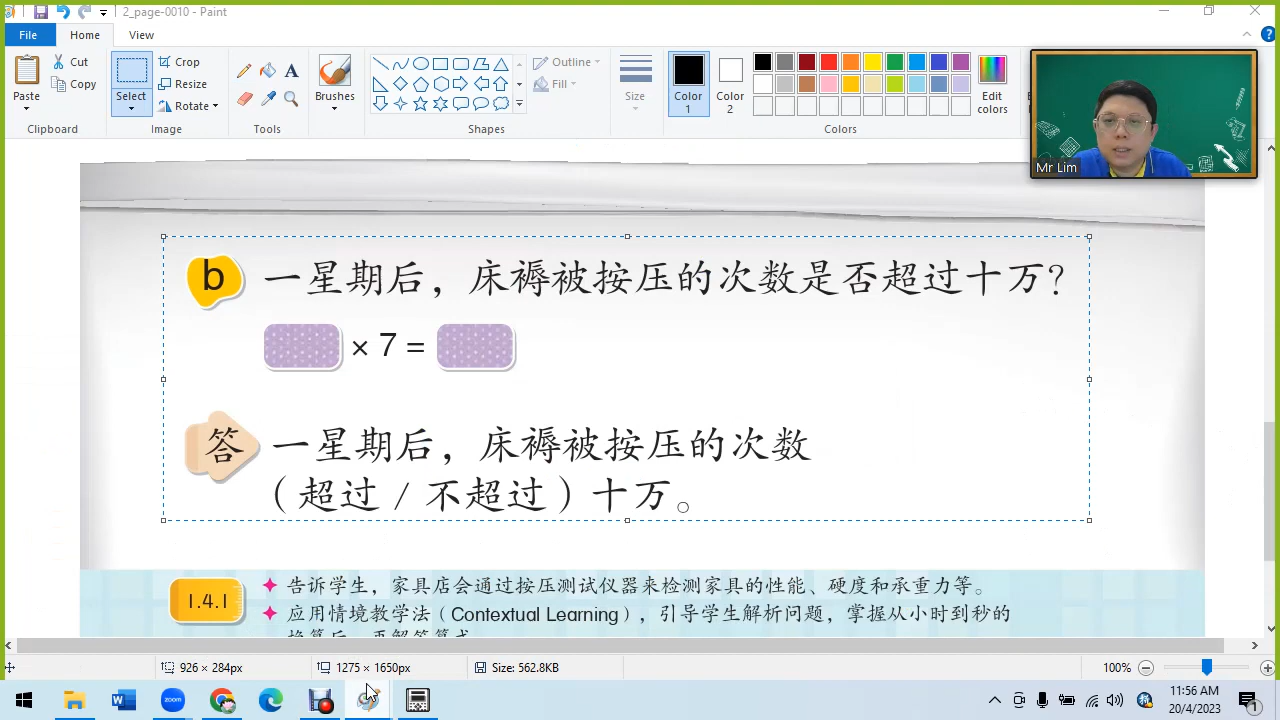 2_page-0010 - Paint
File
Home
View
Paste
Cut
Copy
Clipboard
Select
Crop
Resize
Rotate
Image
A
Tools
Brushes
Shapes
Outline
Fill
Size
Color
1
Color
2
Colors
Edit
colors
Mr Lim
b 一星期后，床褥被按压的次数是否超过十万？
× 7 =
答 一星期后，床褥被按压的次数
（超过 / 不超过）十万。
1.4.1
告诉学生，家具店会通过按压测试仪器来检测家具的性能、硬度和承重力等。
应用情境教学法（Contextual Learning），引导学生解析问题，掌握从小时到秒的
926 × 284px
1275 × 1650px
Size: 562.8KB
100%
zoom
11:56 AM
20/4/2023
1